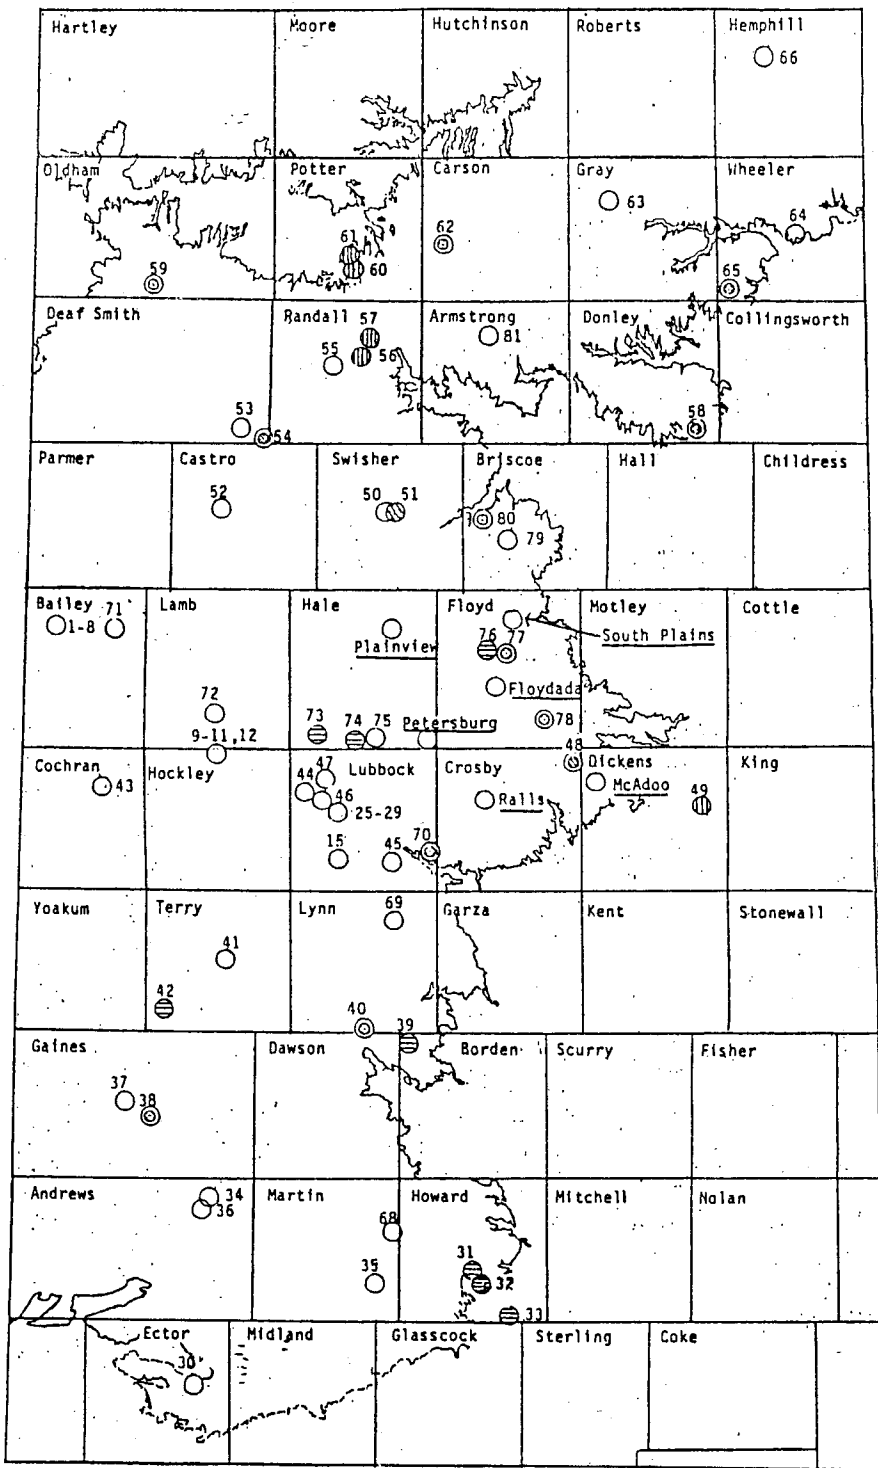 Hartley Moore Hutchinson Roberts Hemphill
66
Oldham Potter Carson Gray Wheeler
63
64
61
62
60
59
65
Deaf Smith Randall 57 Armstrong Donley Collingsworth
55 56 81
53 58
54
Parmer Castro Swisher Briscoe Hall Childress
52 50 51
80
79
Bailey 71 Lamb Hale Floyd Motley Cottle
1-8
76 77 South Plains
Plainview
Floydada
72
73 74 75 Petersburg 78
9-11,12
48
Cochran Hockley 47 Lubbock Crosby Dickens King
43 44 46 Ralls McAdoo 49
25-29
15 45 70
Yoakum Terry Lynn 69 Garza Kent Stonewall
41
42
40
39
Gaines Dawson Borden Scurry Fisher
37
38
Andrews 34 Martin Howard Mitchell Nolan
36
68
35 31
32
33
Ector Midland Glasscock Sterling Coke
30